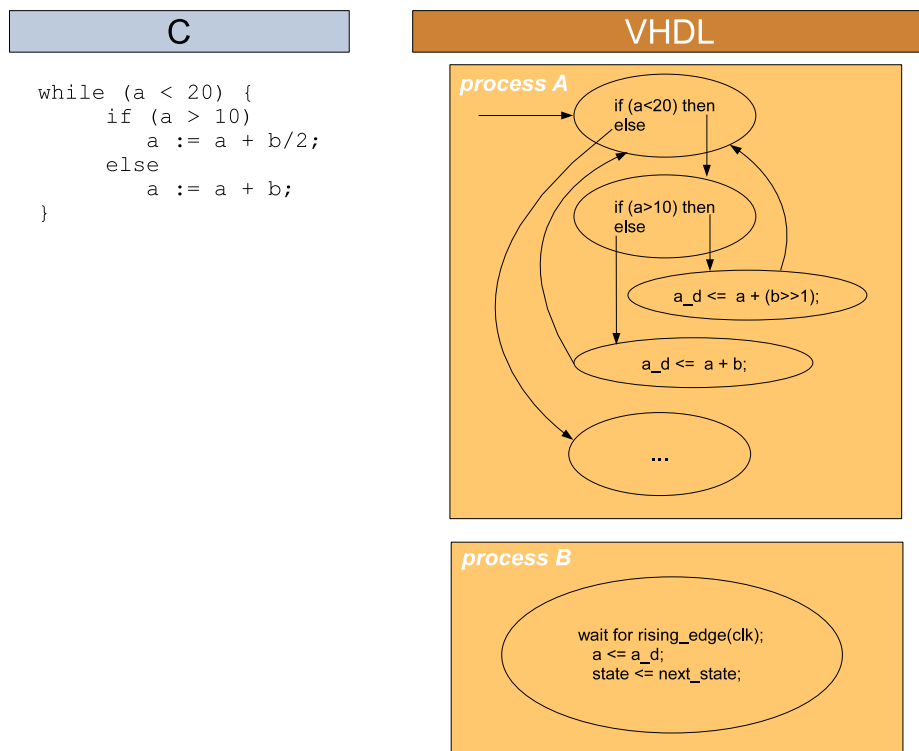 C
while (a < 20) {
if (a > 10)
a := a + b/2;
else
a := a + b;
}
VHDL
process A
if (a<20) then
else
if (a>10) then
else
a_d <= a + (b>>1);
a_d <= a + b;
...
process B
wait for rising_edge(clk);
a <= a_d;
state <= next_state;